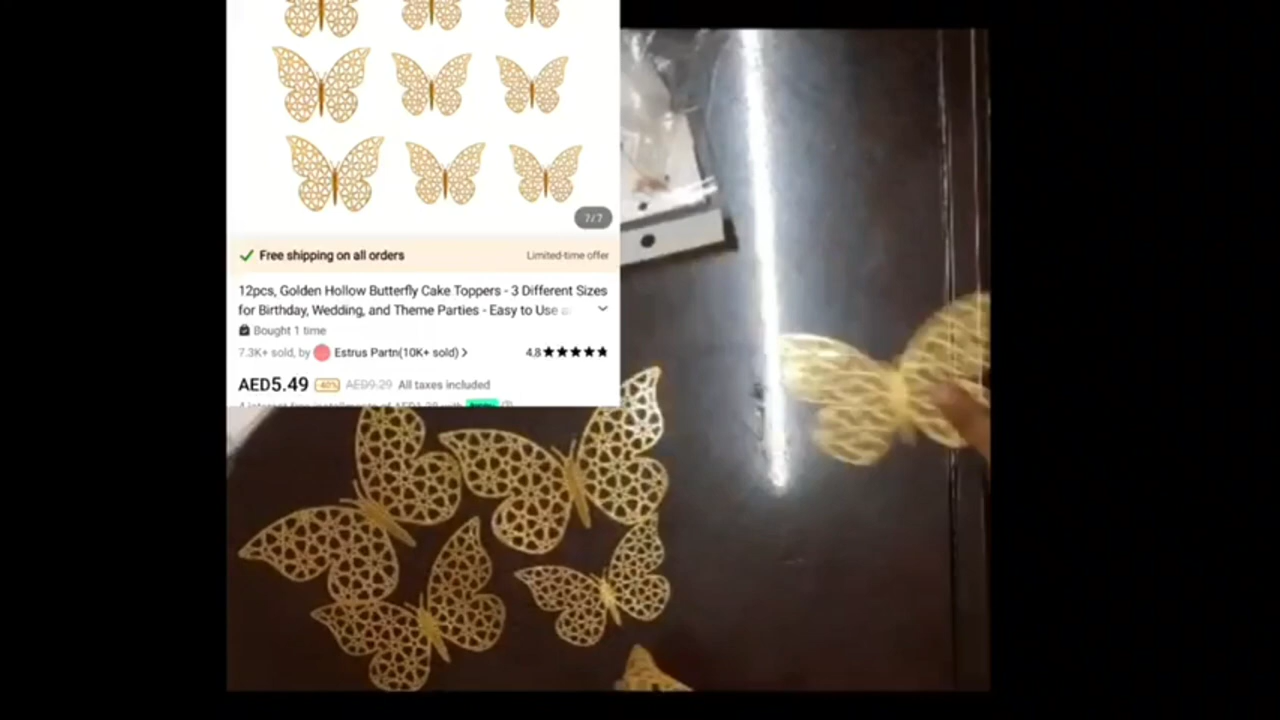 7/7
Free shipping on all orders
Limited-time offer
12pcs, Golden Hollow Butterfly Cake Toppers - 3 Different Sizes
for Birthday, Wedding, and Theme Parties - Easy to Use
Bought 1 time
7.3K+ sold, by Estrus Partn(10K+ sold)
4.8
AED5.49 -40% AED9.29 All taxes included